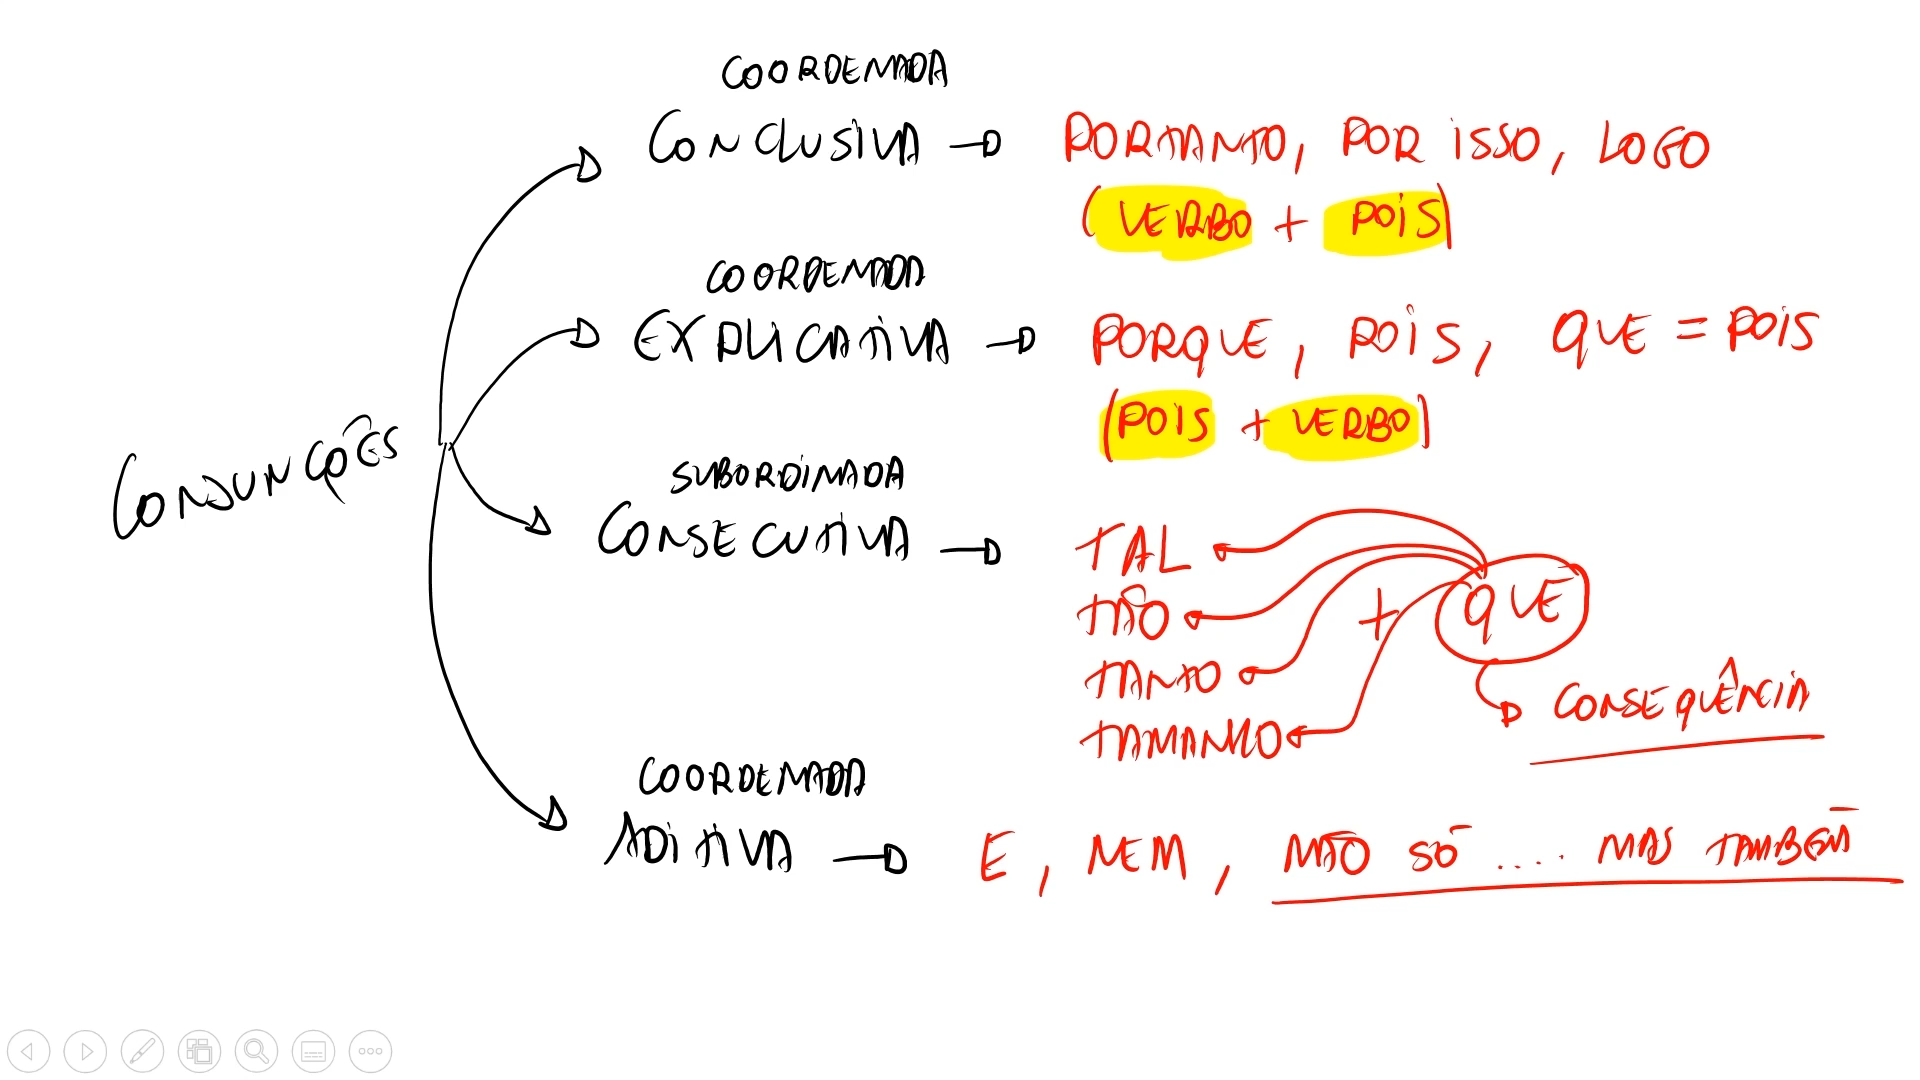 COORDENADA
CONCLUSIVA → PORTANTO, POR ISSO, LOGO
(VERBO + POIS)
COORDENADA
EXPLICATIVA → PORQUE, POIS, QUE = POIS
(POIS + VERBO)
CONJUNÇÕES
SUBORDINADA
CONSECUTIVA → TAL
TÃO + QUE
TANTO
CONSEQUÊNCIA
TAMANHO
COORDENADA
ADITIVA → E, NEM, NÃO SÓ .... MAS TAMBÉM